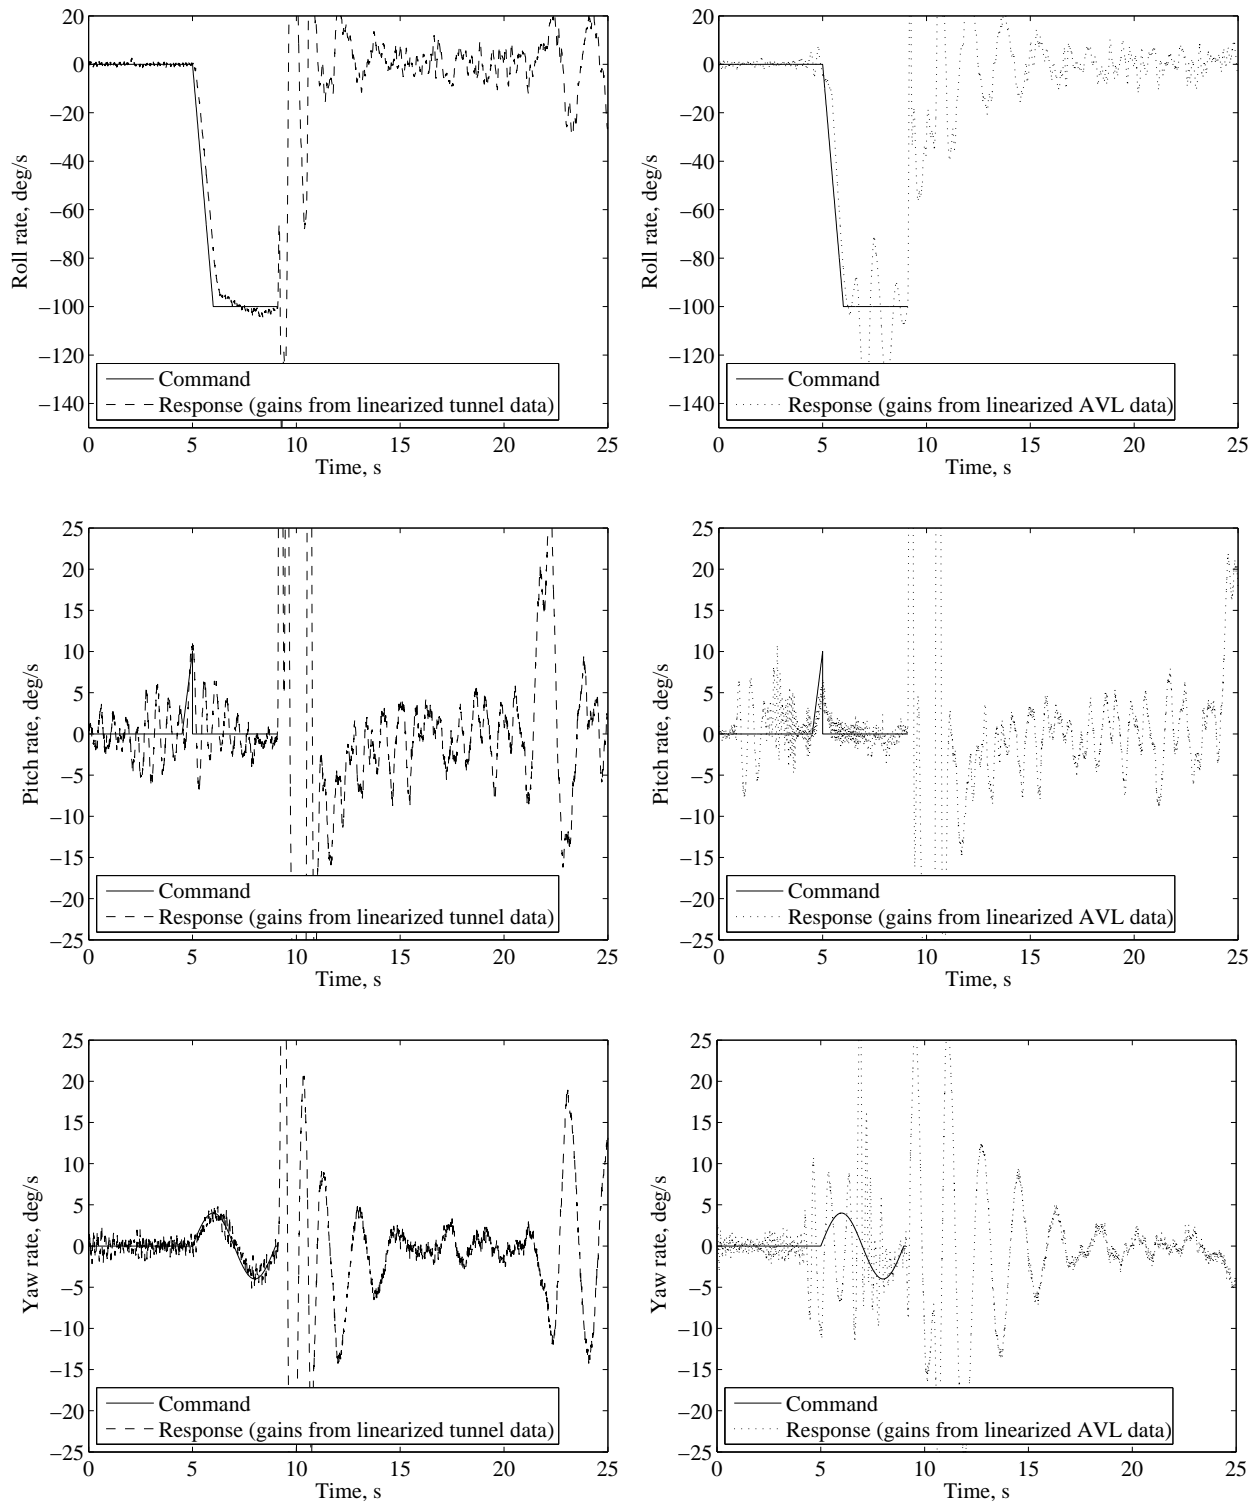 20
0
−20
−40
−60
−80
−100
−120
−140
Roll rate, deg/s
Command
Response (gains from linearized tunnel data)
0 5 10 15 20 25
Time, s
20
0
−20
−40
−60
−80
−100
−120
−140
Roll rate, deg/s
Command
Response (gains from linearized AVL data)
0 5 10 15 20 25
Time, s
25
20
15
10
5
0
−5
−10
−15
−20
−25
Pitch rate, deg/s
Command
Response (gains from linearized tunnel data)
0 5 10 15 20 25
Time, s
25
20
15
10
5
0
−5
−10
−15
−20
−25
Pitch rate, deg/s
Command
Response (gains from linearized AVL data)
0 5 10 15 20 25
Time, s
25
20
15
10
5
0
−5
−10
−15
−20
−25
Yaw rate, deg/s
Command
Response (gains from linearized tunnel data)
0 5 10 15 20 25
Time, s
25
20
15
10
5
0
−5
−10
−15
−20
−25
Yaw rate, deg/s
Command
Response (gains from linearized AVL data)
0 5 10 15 20 25
Time, s